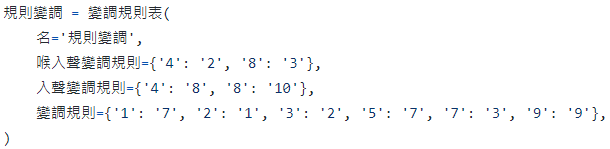 規則變調 = 變調規則表(
    名='規則變調',
    喉入聲變調規則={'4': '2', '8': '3'},
    入聲變調規則={'4': '8', '8': '10'},
    變調規則={'1': '7', '2': '1', '3': '2', '5': '7', '7': '3', '9': '9'},
)